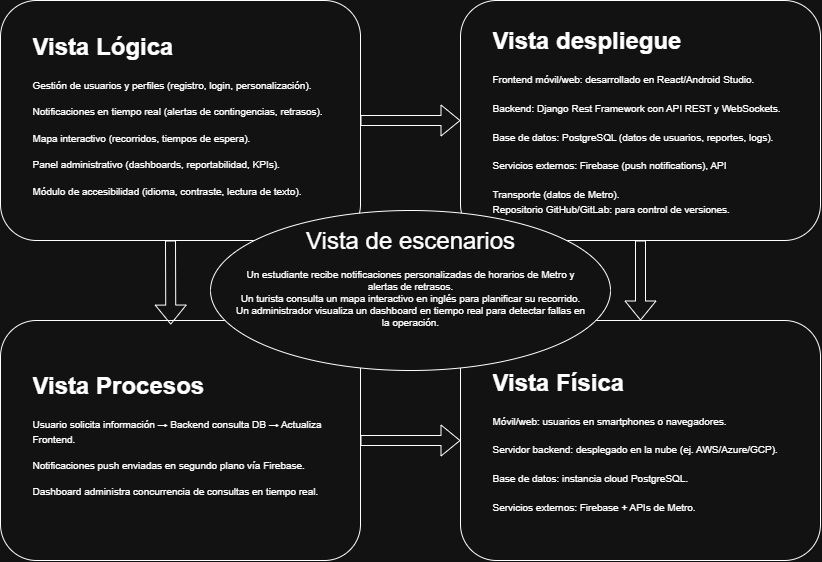 Vista Lógica
Gestión de usuarios y perfiles (registro, login, personalización).
Notificaciones en tiempo real (alertas de contingencias, retrasos).
Mapa interactivo (recorridos, tiempos de espera).
Panel administrativo (dashboards, reportabilidad, KPIs).
Módulo de accesibilidad (idioma, contraste, lectura de texto).
Vista despliegue
Frontend móvil/web: desarrollado en React/Android Studio.
Backend: Django Rest Framework con API REST y WebSockets.
Base de datos: PostgreSQL (datos de usuarios, reportes, logs).
Servicios externos: Firebase (push notifications), API
Transporte (datos de Metro).
Repositorio GitHub/GitLab: para control de versiones.
Vista de escenarios
Un estudiante recibe notificaciones personalizadas de horarios de Metro y
alertas de retrasos.
Un turista consulta un mapa interactivo en inglés para planificar su recorrido.
Un administrador visualiza un dashboard en tiempo real para detectar fallas en
la operación.
Vista Procesos
Usuario solicita información → Backend consulta DB → Actualiza
Frontend.
Notificaciones push enviadas en segundo plano vía Firebase.
Dashboard administra concurrencia de consultas en tiempo real.
Vista Física
Móvil/web: usuarios en smartphones o navegadores.
Servidor backend: desplegado en la nube (ej. AWS/Azure/GCP).
Base de datos: instancia cloud PostgreSQL.
Servicios externos: Firebase + APIs de Metro.